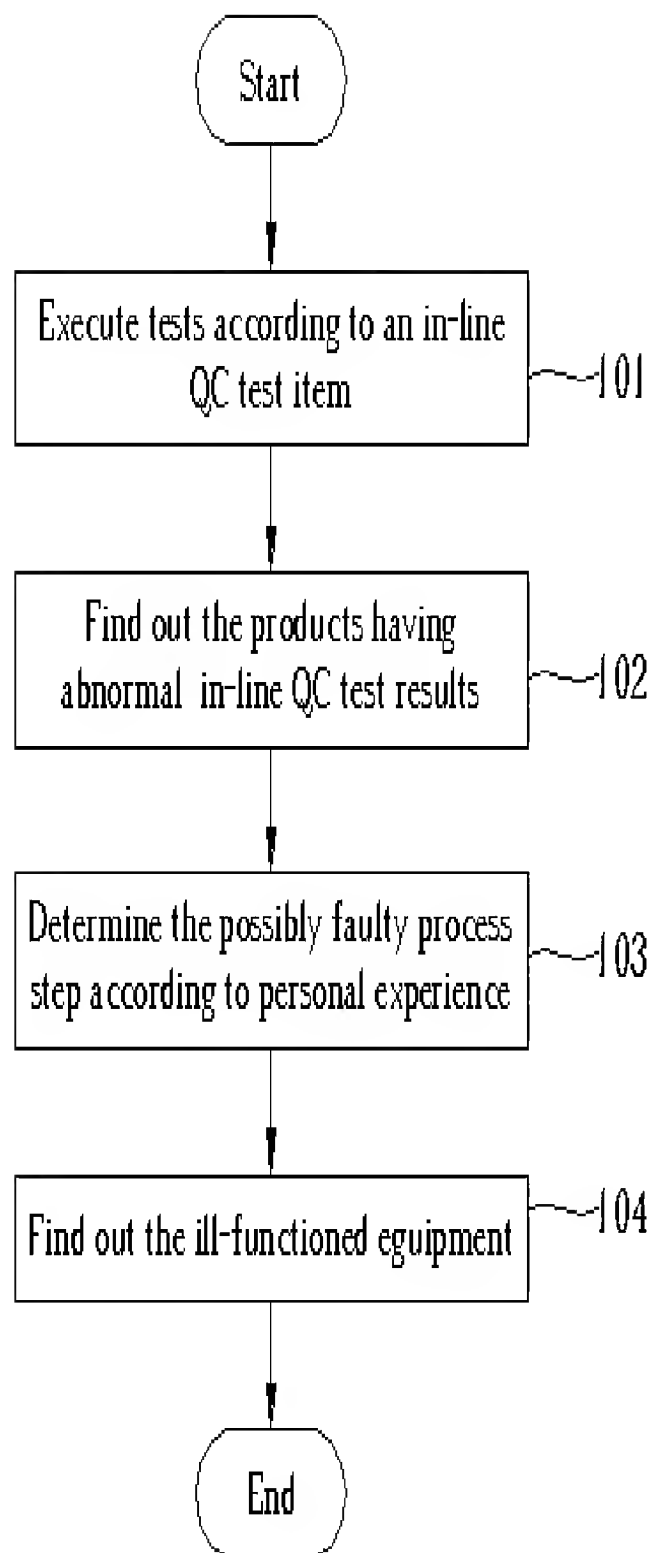 Start
Execute tests according to an in-line
QC test item
101
Find out the products having
abnormal in-line QC test results
102
Determine the possibly faulty process
step according to personal experience
103
Find out the ill-functioned eguipment
104
End